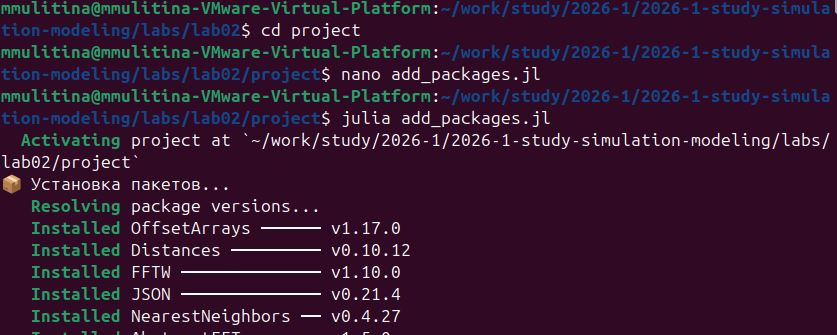 mmulitina@mmulitina-VMware-Virtual-Platform:~/work/study/2026-1/2026-1-study-simula
tion-modeling/labs/lab02$ cd project
mmulitina@mmulitina-VMware-Virtual-Platform:~/work/study/2026-1/2026-1-study-simula
tion-modeling/labs/lab02/project$ nano add_packages.jl
mmulitina@mmulitina-VMware-Virtual-Platform:~/work/study/2026-1/2026-1-study-simula
tion-modeling/labs/lab02/project$ julia add_packages.jl
Activating project at `~/work/study/2026-1/2026-1-study-simulation-modeling/labs/
lab02/project`
📦 Установка пакетов...
Resolving package versions...
Installed OffsetArrays ────── v1.17.0
Installed Distances ───────── v0.10.12
Installed FFTW ────────────── v1.10.0
Installed JSON ────────────── v0.21.4
Installed NearestNeighbors ── v0.4.27